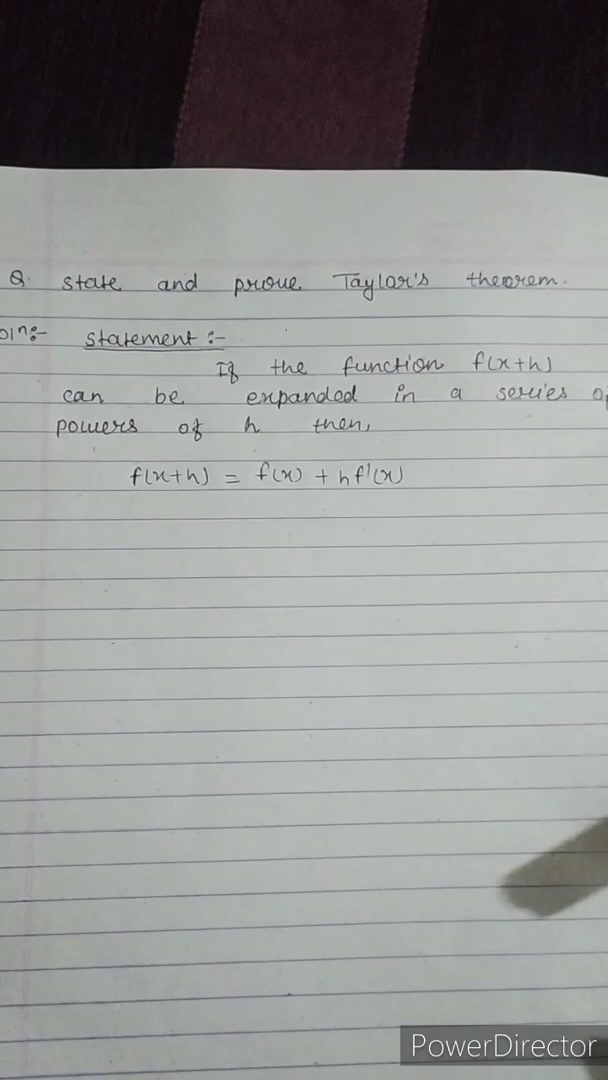 Q. state and prove Taylor's theorem.
olⁿ:- statement :-
If the function f(x+h)
can be expanded in a series o
powers of h then,
f(x+h) = f(x) + hf'(x)
PowerDirector